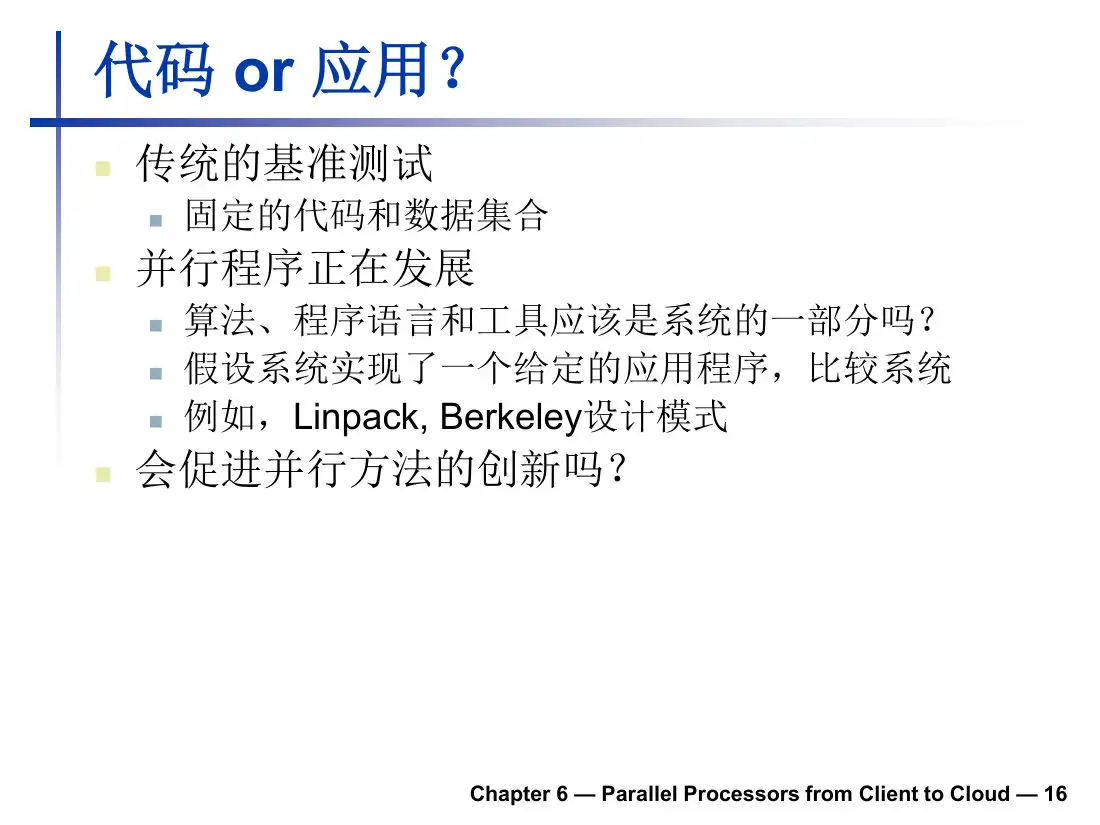 代码 or 应用？
传统的基准测试
固定的代码和数据集合
并行程序正在发展
算法、程序语言和工具应该是系统的一部分吗？
假设系统实现了一个给定的应用程序，比较系统
例如，Linpack, Berkeley设计模式
会促进并行方法的创新吗？
Chapter 6 — Parallel Processors from Client to Cloud — 16